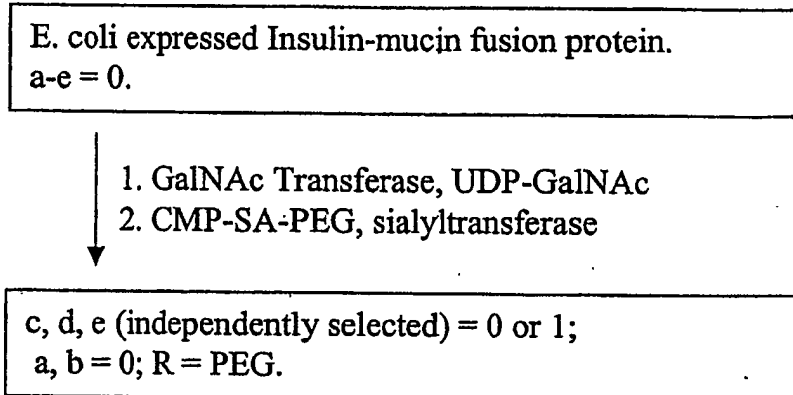 E. coli expressed Insulin-mucin fusion protein.
a-e = 0.
1. GalNAc Transferase, UDP-GalNAc
2. CMP-SA-PEG, sialyltransferase
c, d, e (independently selected) = 0 or 1;
a, b = 0; R = PEG.